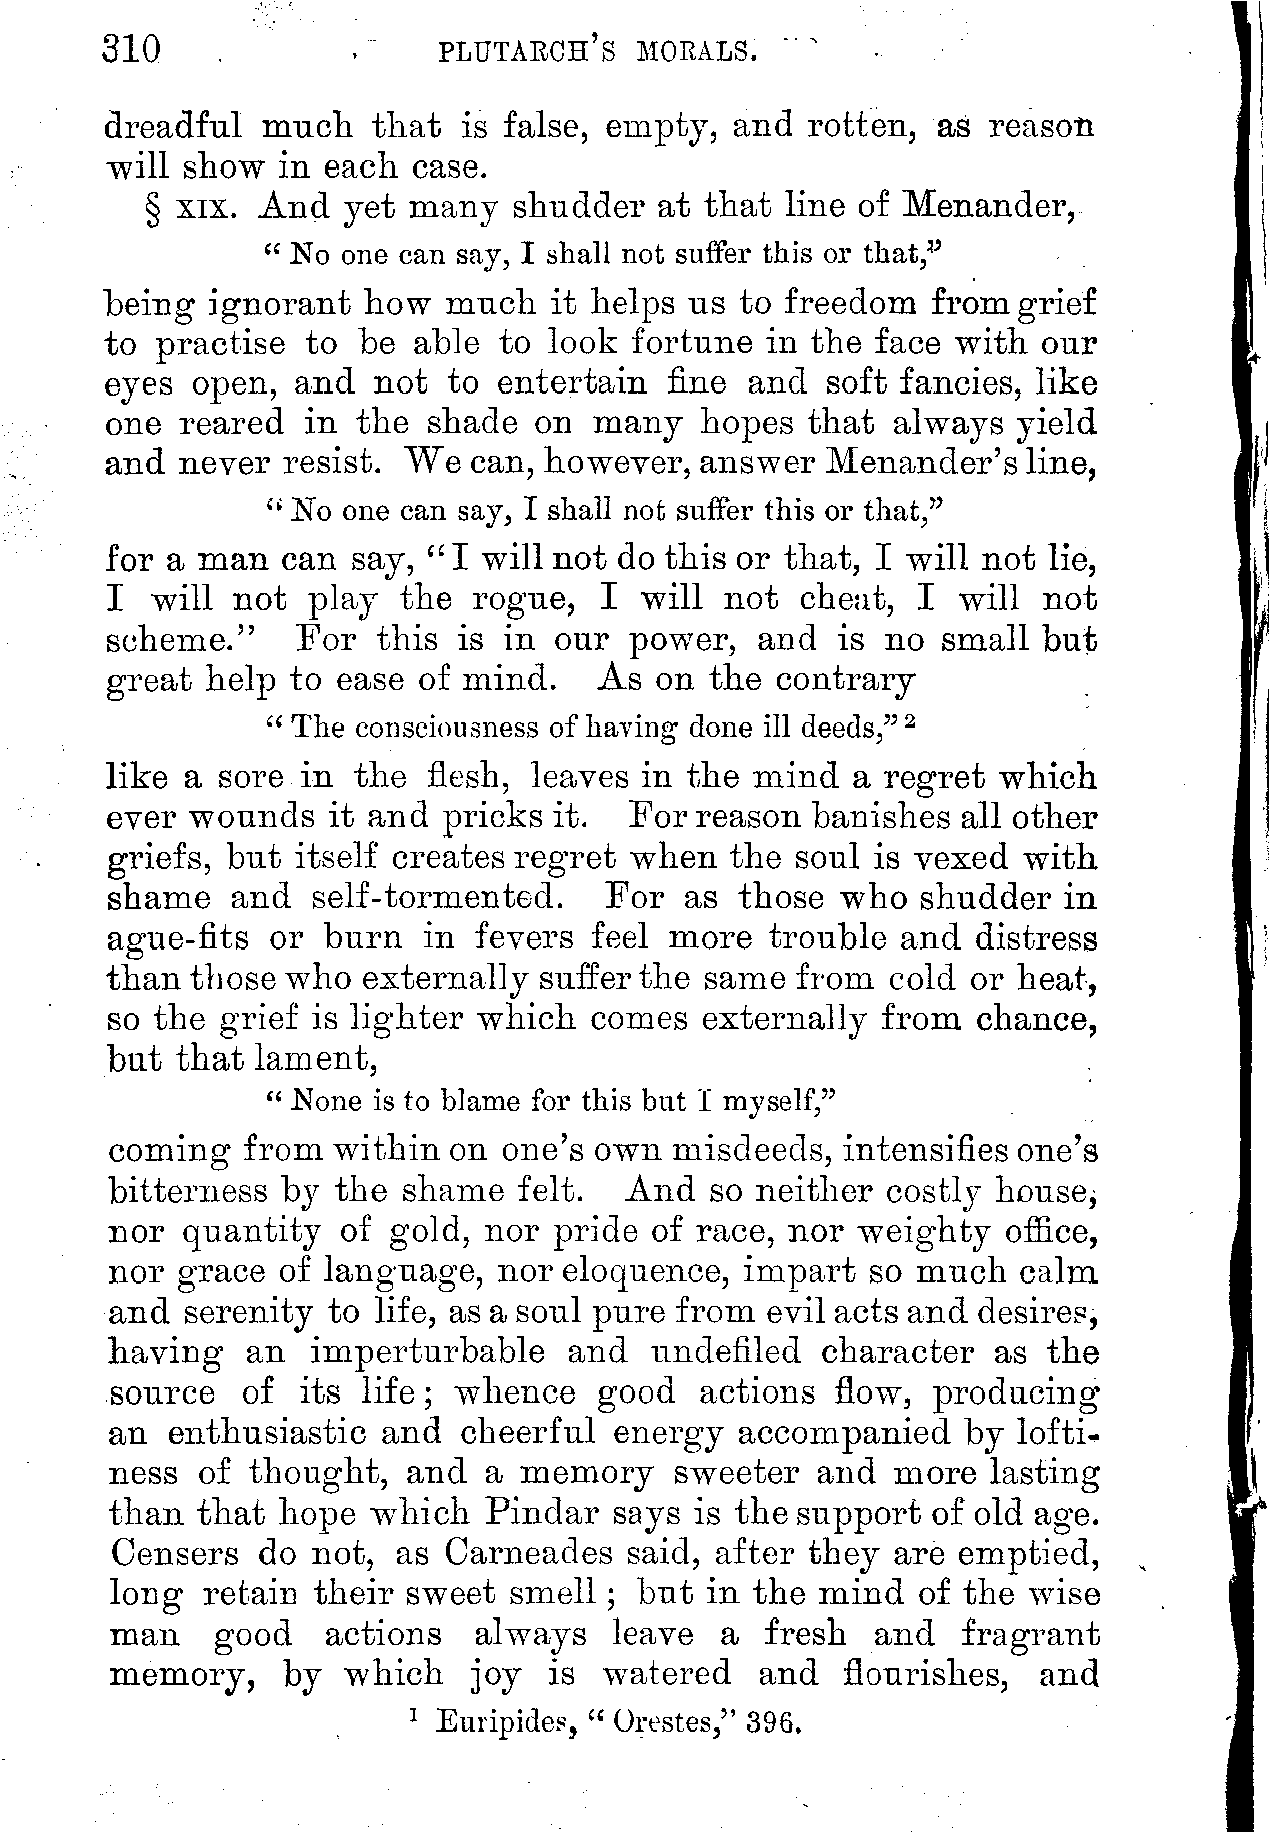 310 PLUTARCH'S MORALS.
dreadful much that is false, empty, and rotten, as reason
will show in each case.
§ XIX. And yet many shudder at that line of Menander,
“ No one can say, I shall not suffer this or that,”
being ignorant how much it helps us to freedom from grief
to practise to be able to look fortune in the face with our
eyes open, and not to entertain fine and soft fancies, like
one reared in the shade on many hopes that always yield
and never resist. We can, however, answer Menander's line,
“ No one can say, I shall not suffer this or that,”
for a man can say, “I will not do this or that, I will not lie,
I will not play the rogue, I will not cheat, I will not
scheme.” For this is in our power, and is no small but
great help to ease of mind. As on the contrary
“ The consciousness of having done ill deeds,” ²
like a sore in the flesh, leaves in the mind a regret which
ever wounds it and pricks it. For reason banishes all other
griefs, but itself creates regret when the soul is vexed with
shame and self-tormented. For as those who shudder in
ague-fits or burn in fevers feel more trouble and distress
than those who externally suffer the same from cold or heat,
so the grief is lighter which comes externally from chance,
but that lament,
“ None is to blame for this but I myself,”
coming from within on one's own misdeeds, intensifies one's
bitterness by the shame felt. And so neither costly house,
nor quantity of gold, nor pride of race, nor weighty office,
nor grace of language, nor eloquence, impart so much calm
and serenity to life, as a soul pure from evil acts and desires,
having an imperturbable and undefiled character as the
source of its life ; whence good actions flow, producing
an enthusiastic and cheerful energy accompanied by lofti-
ness of thought, and a memory sweeter and more lasting
than that hope which Pindar says is the support of old age.
Censers do not, as Carneades said, after they are emptied,
long retain their sweet smell ; but in the mind of the wise
man good actions always leave a fresh and fragrant
memory, by which joy is watered and flourishes, and
¹ Euripides, “ Orestes,” 396.